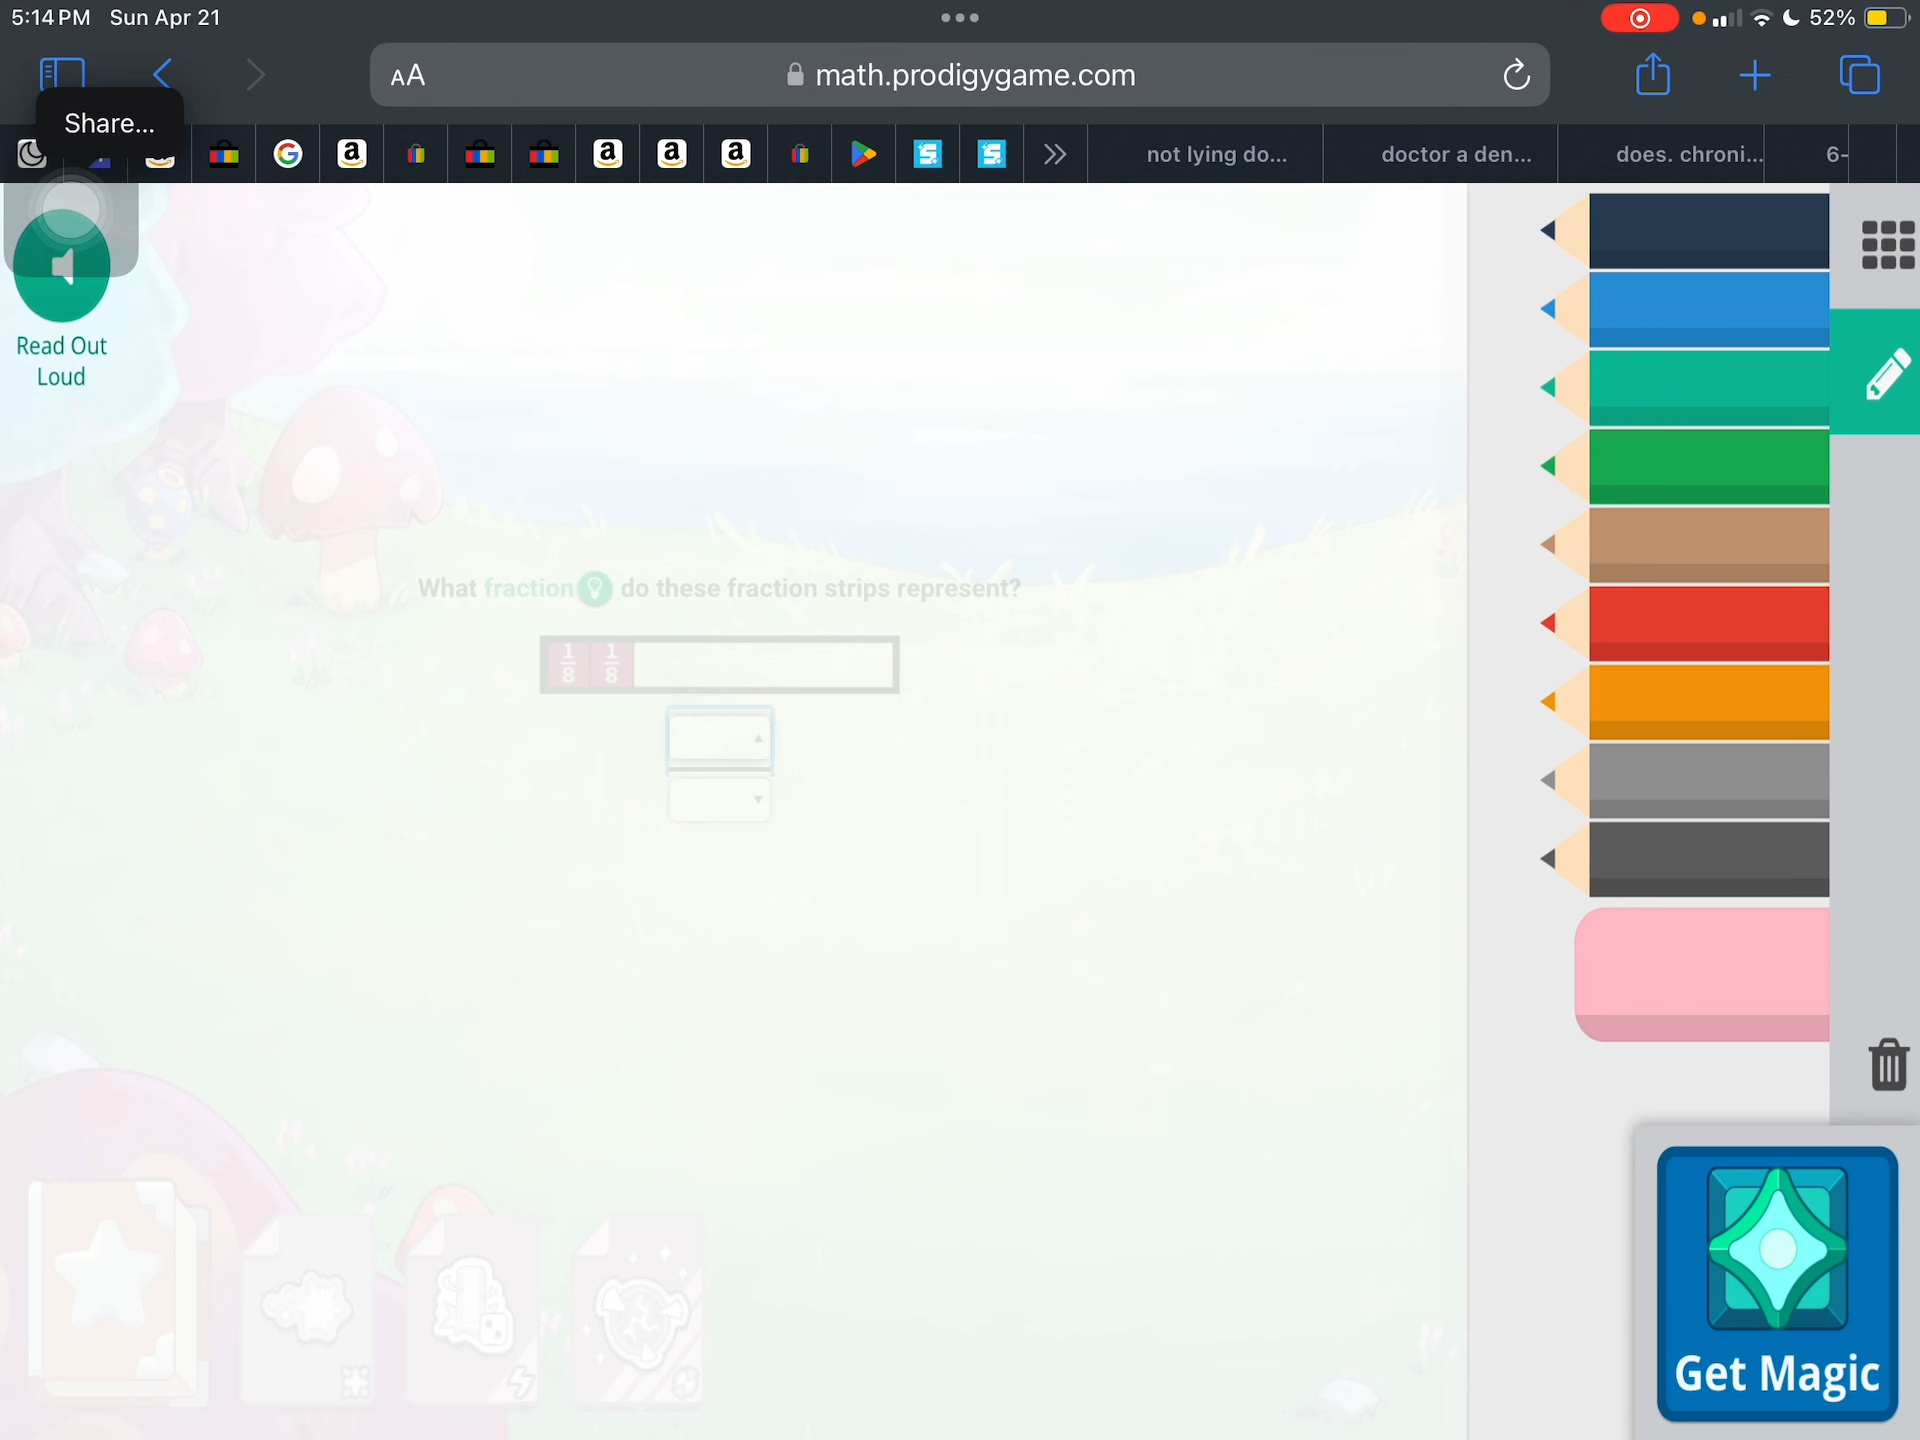 5:14 PM Sun Apr 21
52%
AA
math.prodigygame.com
Share...
not lying do...
doctor a den...
does. chroni...
6-
Read Out
Loud
What fraction do these fraction strips represent?
1/8 1/8
Get Magic